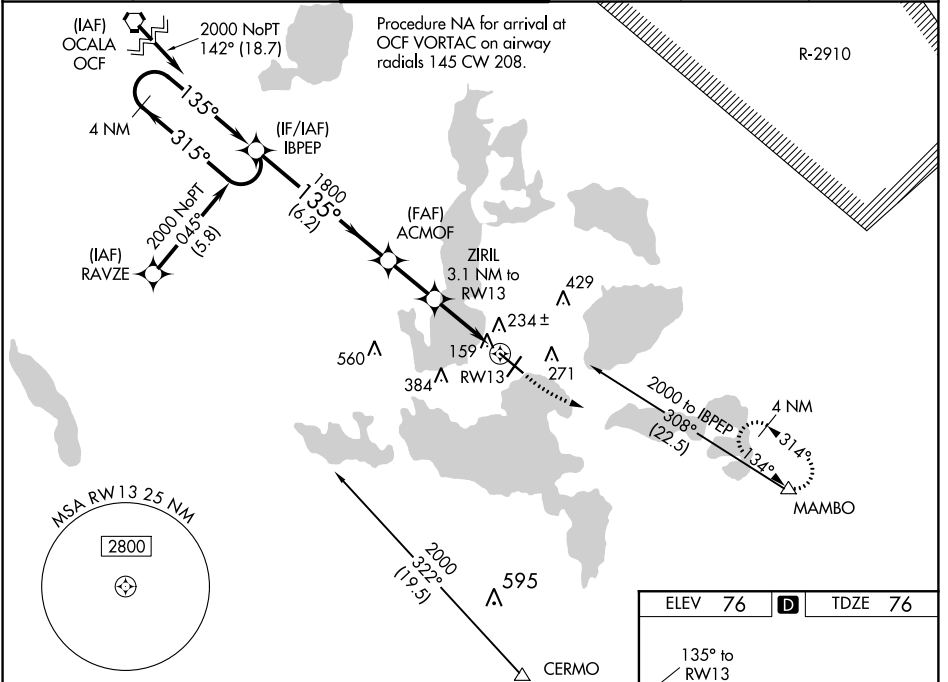 (IAF)
OCALA
OCF
2000 NoPT
142° (18.7)
Procedure NA for arrival at
OCF VORTAC on airway
radials 145 CW 208.
R-2910
135°
4 NM
315°
(IF/IAF)
IBPEP
2000 NoPT
045°
(5.8)
(IAF)
RAVZE
1800
135°
(6.2)
(FAF)
ACMOF
ZIRIL
3.1 NM to
RW13
429
234 ±
159
560
384
RW13
271
2000 to IBPEP
308°
(22.5)
4 NM
314°
134°
MAMBO
MSA RW13 25 NM
2800
2000
322°
(19.5)
595
CERMO
ELEV 76 D TDZE 76
135° to
RW13